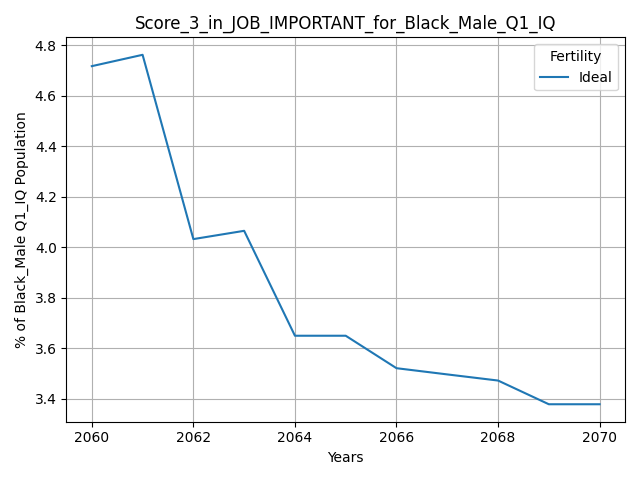 Score_3_in_JOB_IMPORTANT_for_Black_Male_Q1_IQ
Fertility
Ideal
% of Black_Male Q1_IQ Population
4.8
4.6
4.4
4.2
4.0
3.8
3.6
3.4
2060
2062
2064
2066
2068
2070
Years